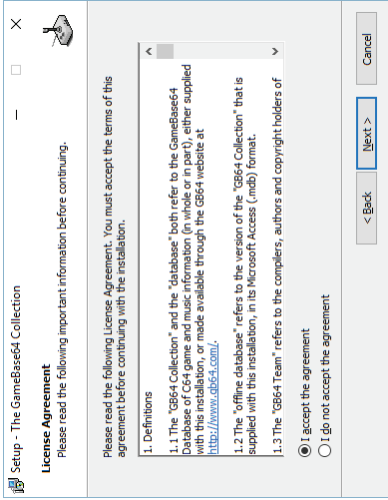 Setup - The GameBase64 Collection
License Agreement
Please read the following important information before continuing.
Please read the following License Agreement. You must accept the terms of this
agreement before continuing with the installation.
1. Definitions
1.1 The "GB64 Collection" and the "database" both refer to the GameBase64
Database of C64 game and music information (in whole or in part), either supplied
with this installation, or made available through the GB64 website at
http://www.gb64.com/.
1.2 The "offline database" refers to the version of the "GB64 Collection" that is
supplied with this installation, in its Microsoft Access (.mdb) format.
1.3 The "GB64 Team" refers to the compilers, authors and copyright holders of
I accept the agreement
I do not accept the agreement
< Back
Next >
Cancel